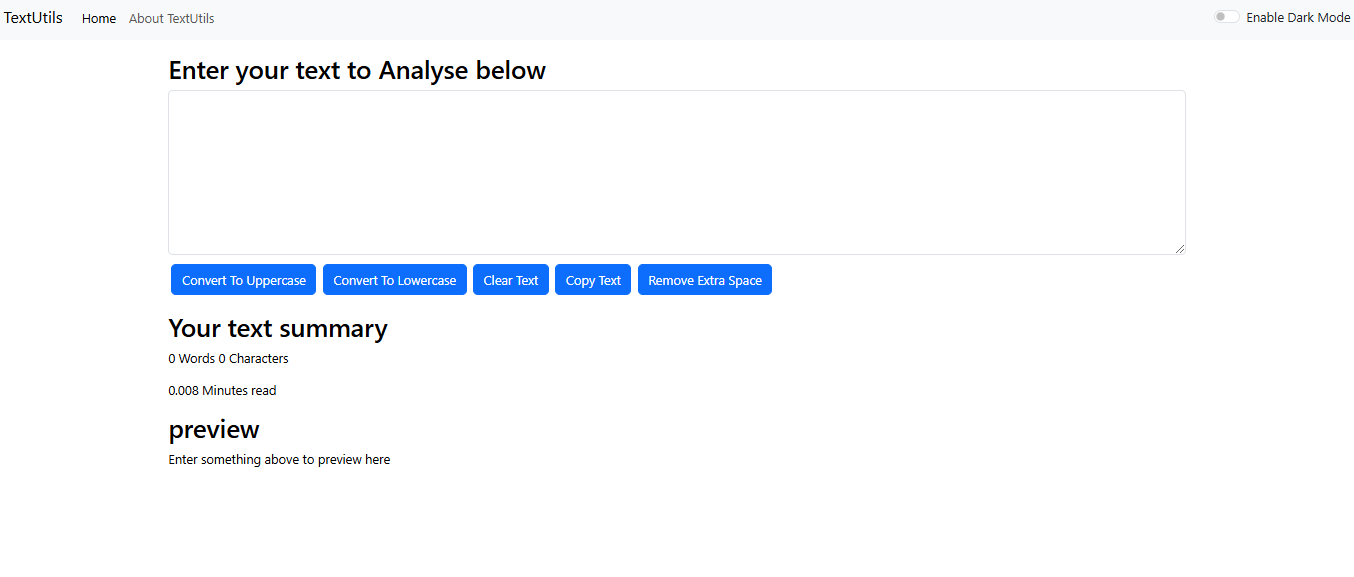 TextUtils Home About TextUtils Enable Dark Mode
Enter your text to Analyse below
Convert To Uppercase Convert To Lowercase Clear Text Copy Text Remove Extra Space
Your text summary
0 Words 0 Characters
0.008 Minutes read
preview
Enter something above to preview here